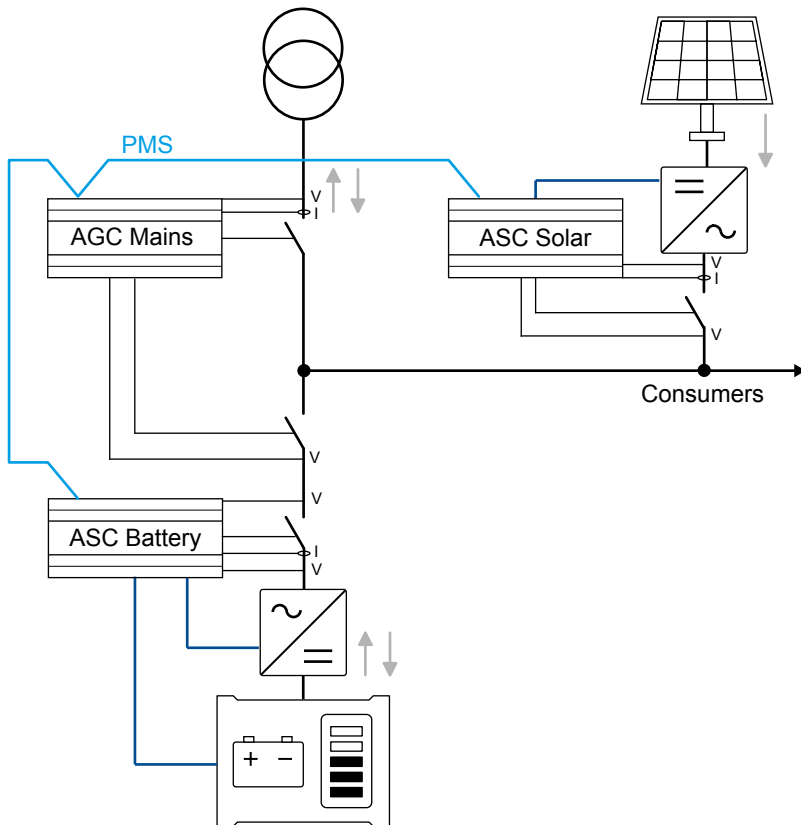 PMS
V
I
AGC Mains
ASC Solar
V
I
V
Consumers
V
V
ASC Battery
I
V
+ −